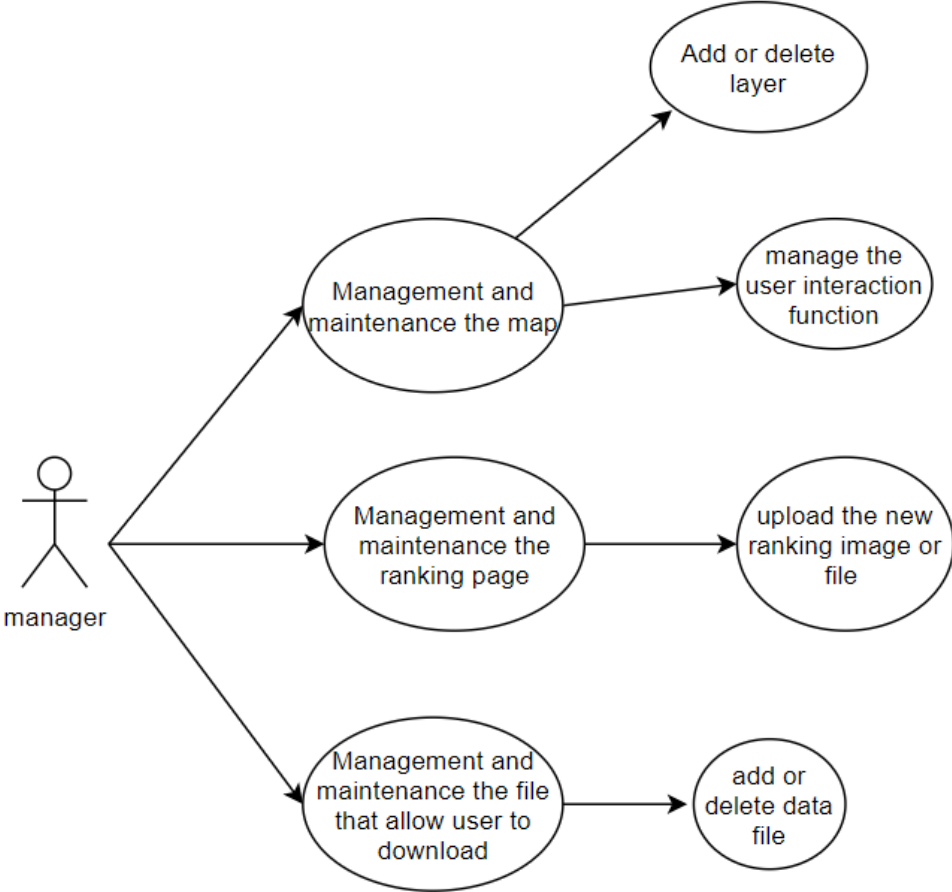 Add or delete
layer
manage the
user interaction
function
Management and
maintenance the map
Management and
maintenance the
ranking page
upload the new
ranking image or
file
manager
Management and
maintenance the file
that allow user to
download
add or
delete data
file